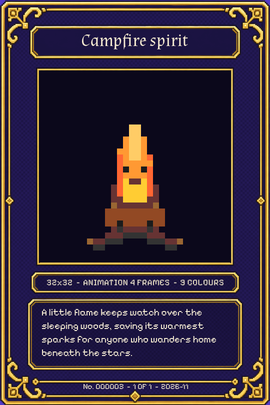 Campfire spirit
32x32 - ANIMATION 4 FRAMES - 9 COLOURS
A little flame keeps watch over the
sleeping woods, saving its warmest
sparks for anyone who wanders home
beneath the stars.
No. 000003 - 1 OF 1 - 2026-11